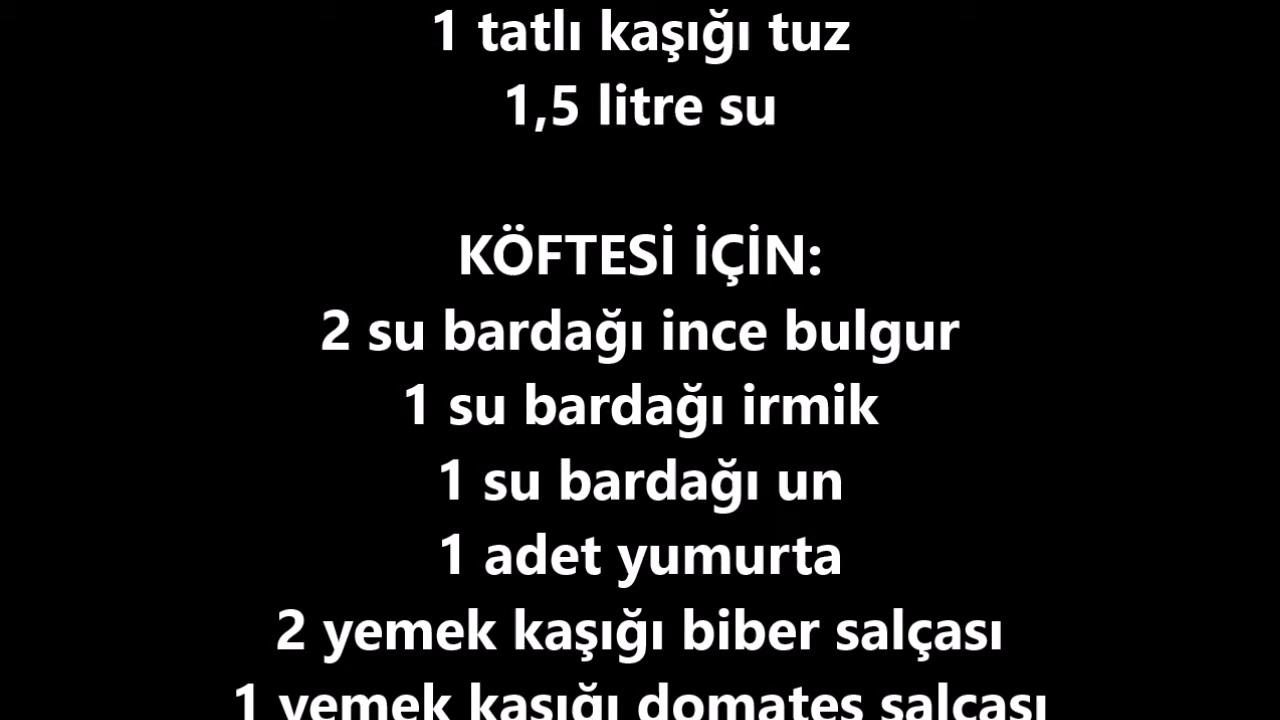 1 tatlı kaşığı tuz
1,5 litre su
KÖFTESİ İÇİN:
2 su bardağı ince bulgur
1 su bardağı irmik
1 su bardağı un
1 adet yumurta
2 yemek kaşığı biber salçası
1 yemek kaşığı domates salçası